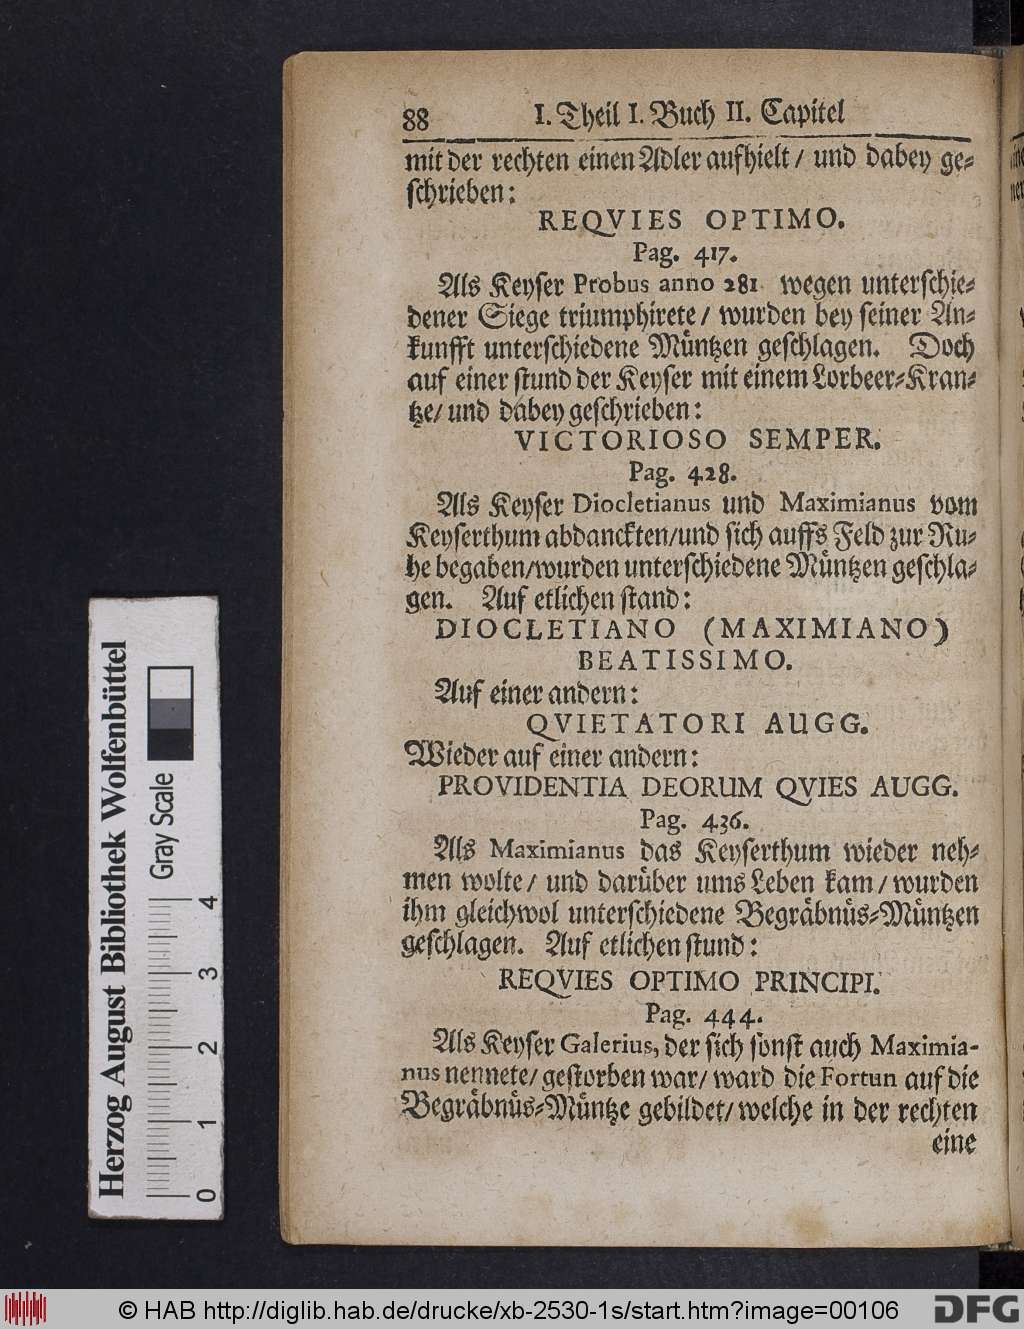 88 I. Theil I. Buch II. Capitel
mit der rechten einen Adler aufhielt / und dabey ge-
schrieben:
REQVIES OPTIMO.
Pag. 417.
Als Keyser Probus anno 281 wegen unterschie-
dener Siege triumphirete / wurden bey seiner An-
kunfft unterschiedene Müntzen geschlagen. Doch
auf einer stund der Keyser mit einem Lorbeer-Kran-
tze / und dabey geschrieben:
VICTORIOSO SEMPER.
Pag. 428.
Als Keyser Diocletianus und Maximianus vom
Keyserthum abdanckten / und sich auffs Feld zur Ru-
he begaben / wurden unterschiedene Müntzen geschla-
gen. Auf etlichen stand:
DIOCLETIANO (MAXIMIANO)
BEATISSIMO.
Auf einer andern:
QVIETATORI AUGG.
Wieder auf einer andern:
PROVIDENTIA DEORUM QVIES AUGG.
Pag. 436.
Als Maximianus das Keyserthum wieder neh-
men wolte / und darüber ums Leben kam / wurden
ihm gleichwol unterschiedene Begräbnüs-Müntzen
geschlagen. Auf etlichen stund:
REQVIES OPTIMO PRINCIPI.
Pag. 444.
Als Keyser Galerius, der sich sonst auch Maximia-
nus nennete / gestorben war / ward die Fortun auf die
Begräbnüs-Müntze gebildet / welche in der rechten
eine
Herzog August Bibliothek Wolfenbüttel
Gray Scale
0 1 2 3 4
© HAB http://diglib.hab.de/drucke/xb-2530-1s/start.htm?image=00106
DFG